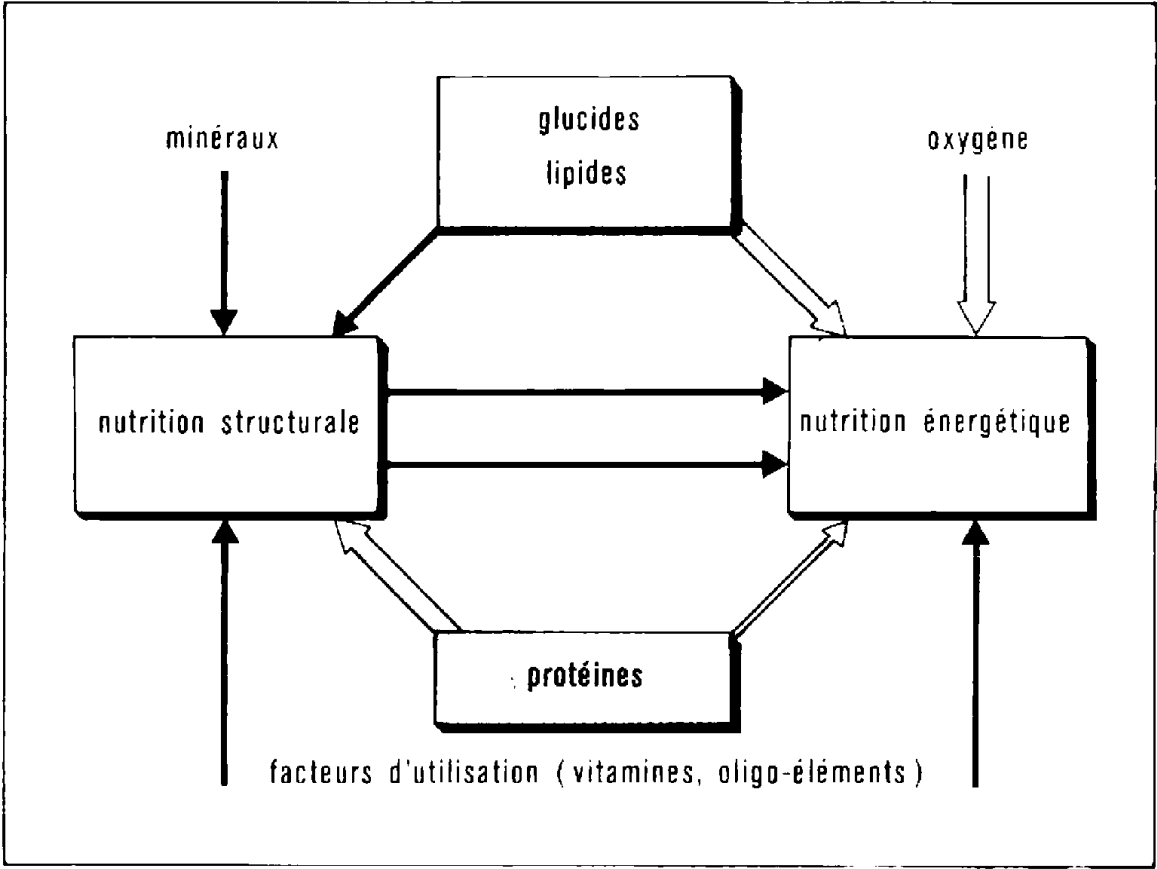 glucides
lipides
minéraux
oxygène
nutrition structurale
nutrition énergétique
protéines
facteurs d'utilisation (vitamines, oligo-éléments)